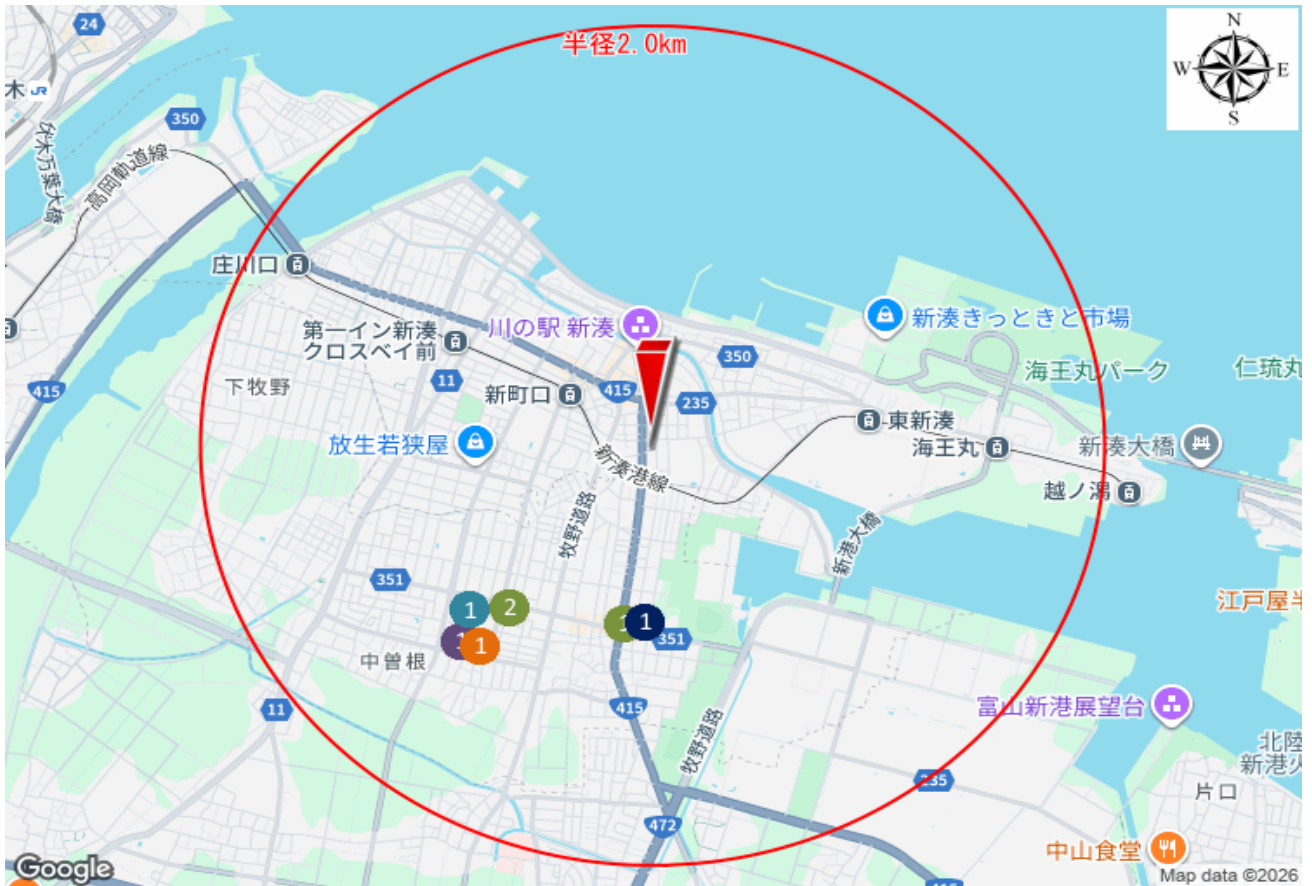 24
半径2.0km
N
W
E
S
木
JR
350
伏木万葉大橋
高岡軌道線
庄川口
川の駅 新湊
新湊きっときと市場
第一イン新湊
クロスベイ前
350
海王丸パーク
仁琉丸
415
下牧野
11
新町口
415
235
東新湊
放生若狭屋
海王丸
新湊大橋
新湊港線
越ノ潟
牧野道路
新港大橋
351
1
2
1
1
江戸屋半
1
1
351
中曽根
11
415
富山新港展望台
牧野道路
北陸
新港火
235
片口
472
中山食堂
Google
415
Map data ©2026